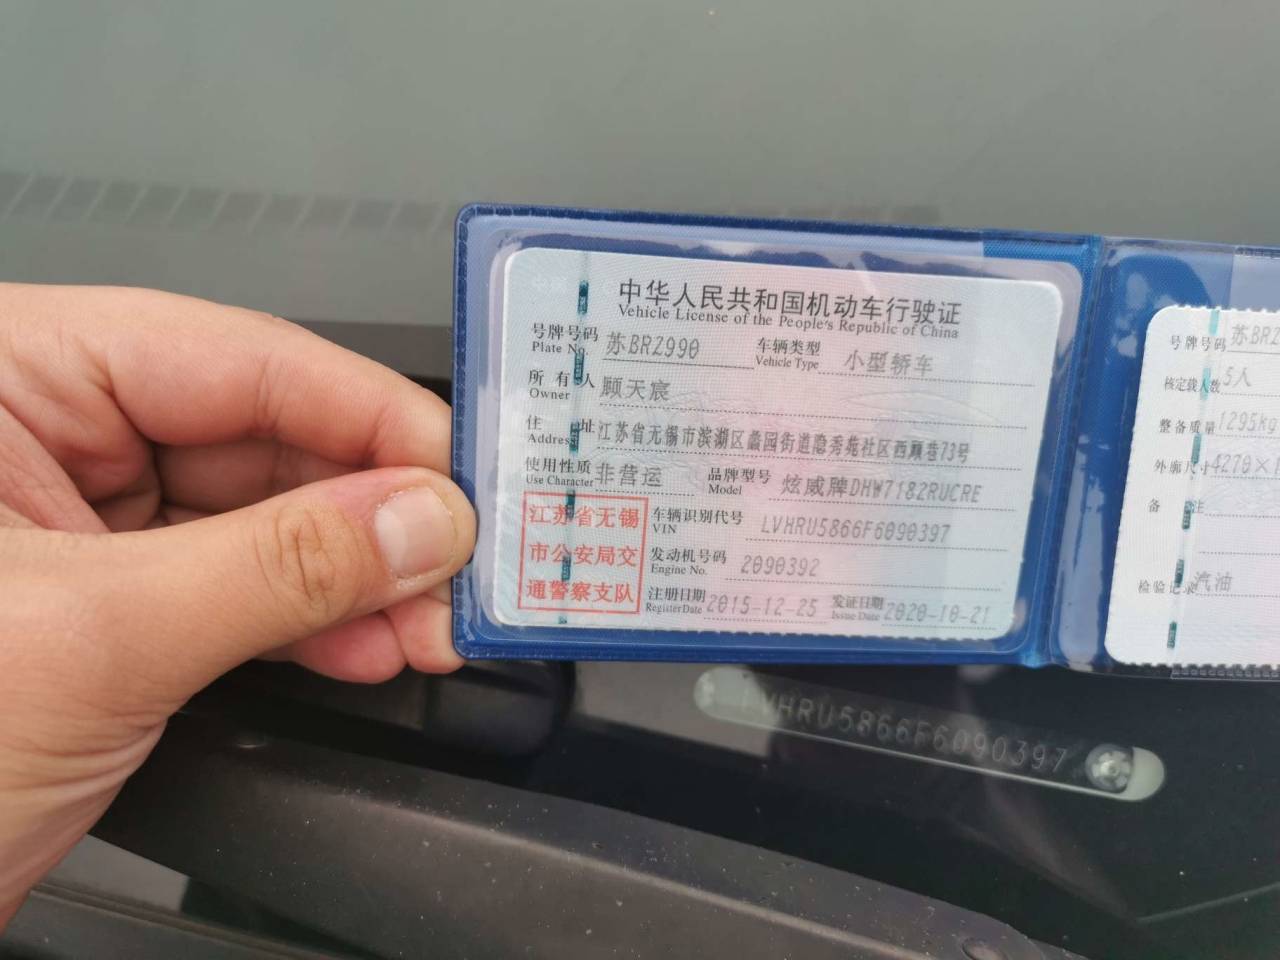 中华人民共和国机动车行驶证
Vehicle License of the People's Republic of China
号牌号码 苏BRZ990 车辆类型 小型轿车
Plate No. Vehicle Type
所有人 顾天宸
Owner
住址 江苏省无锡市滨湖区蠡园街道隐秀苑社区西顾巷73号
Address
使用性质 非营运 品牌型号 炫威牌DHW7182RUCRE
Use Character Model
江苏省无锡
市公安局交
通警察支队
车辆识别代号 LVHRU5866F6090397
VIN
发动机号码 2090392
Engine No.
注册日期 2015-12-25 发证日期 2020-10-21
Register Date Issue Date
号牌号码 苏BRZ
核定载人数 5人
整备质量 1295kg
外廓尺寸 4270×1
备注
检验记录 汽油
LVHRU5866F6090397